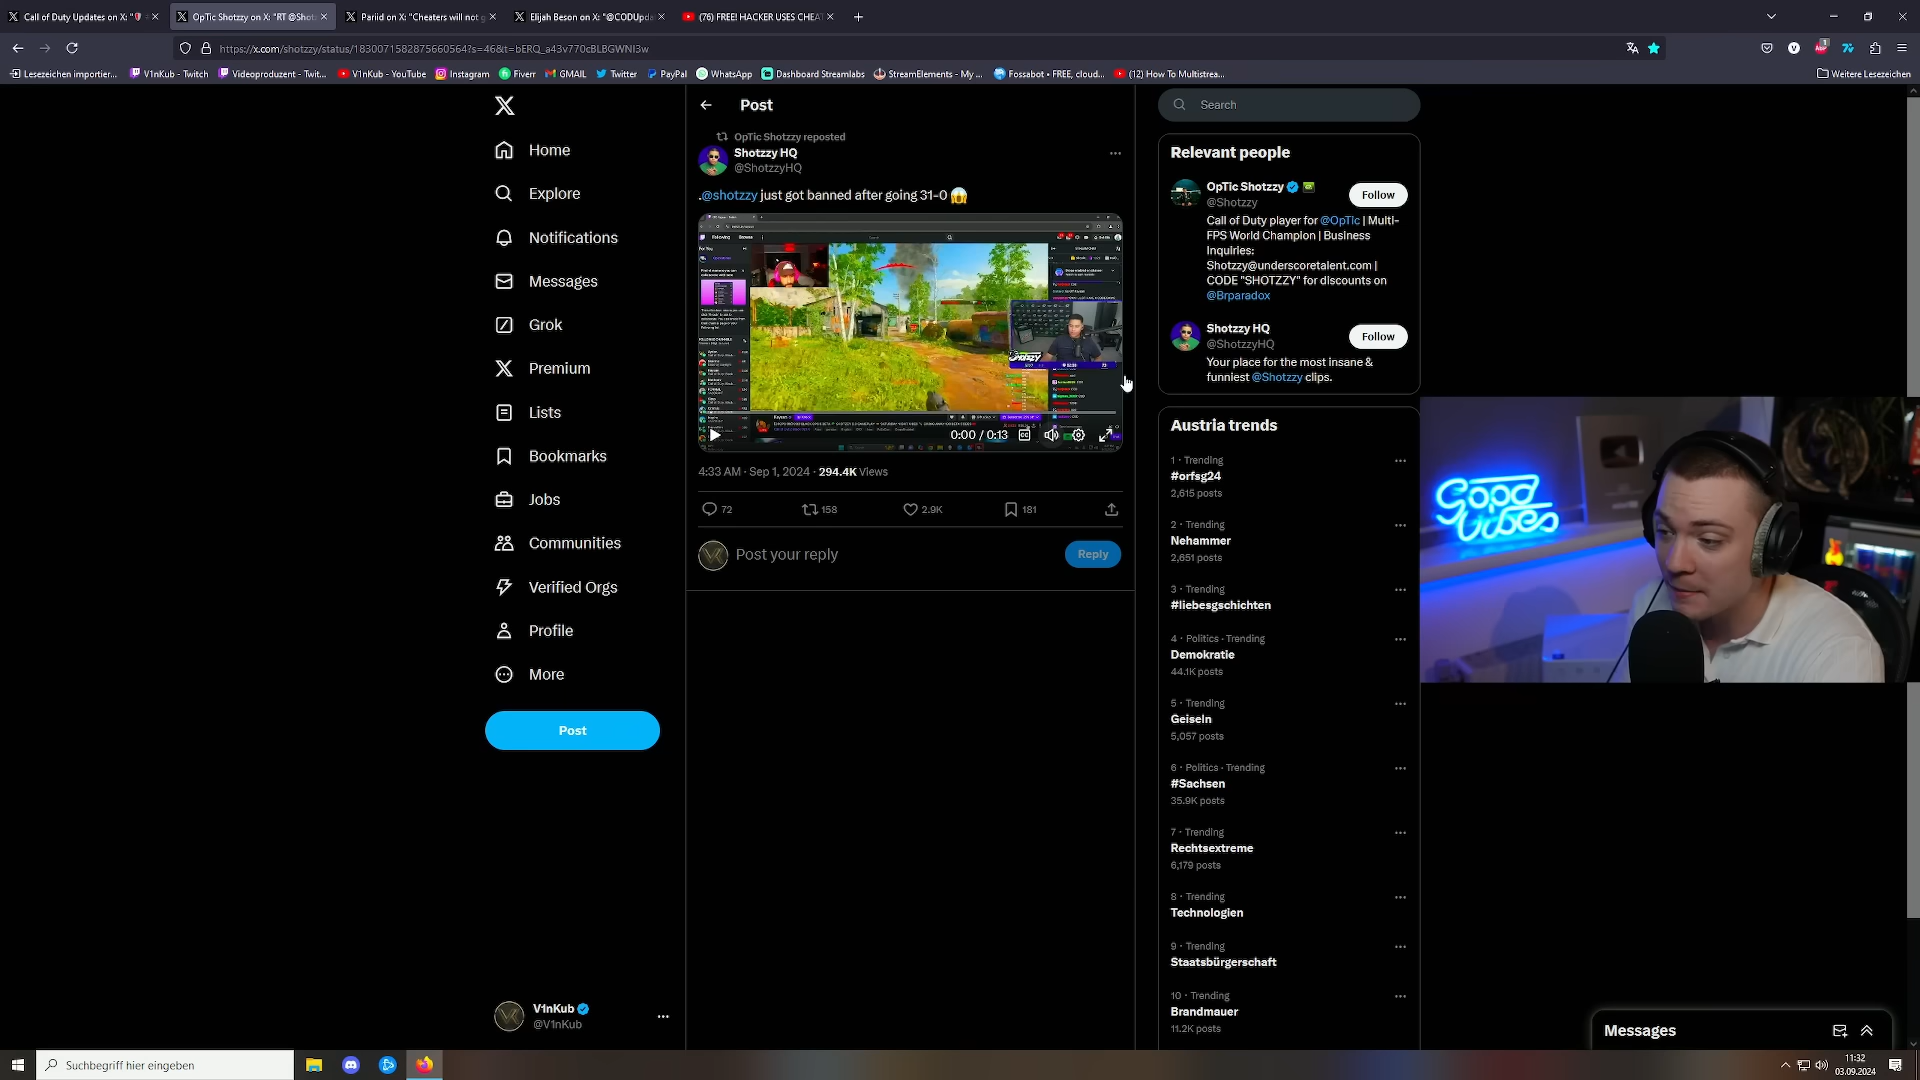 Call of Duty Updates on X: "
OpTic Shotzzy on X: "RT @Shotz
Pariid on X: "Cheaters will not g
Elijah Beson on X: "@CODUpda
(76) FREE! HACKER USES CHEAT
https://x.com/shotzzy/status/1830071582875660564?s=46&t=bERQ_a43v770cBLBGWNI3w
Lesezeichen importier...
V1nKub - Twitch
Videoproduzent - Twit...
V1nKub - YouTube
Instagram
Fiverr
GMAIL
Twitter
PayPal
WhatsApp
Dashboard Streamlabs
StreamElements - My ...
Fossabot • FREE, cloud...
(12) How To Multistrea...
Weitere Lesezeichen
Home
Explore
Notifications
Messages
Grok
Premium
Lists
Bookmarks
Jobs
Communities
Verified Orgs
Profile
More
Post
V1nKub
@V1nKub
Post
OpTic Shotzzy reposted
Shotzzy HQ
@ShotzzyHQ
.@shotzzy just got banned after going 31-0 😱
0:00 / 0:13
4:33 AM · Sep 1, 2024 · 294.4K Views
72
158
2.9K
181
Post your reply
Reply
Search
Relevant people
OpTic Shotzzy
@Shotzzy
Follow
Call of Duty player for @OpTic | Multi-
FPS World Champion | Business
Inquiries:
Shotzzy@underscoretalent.com |
CODE "SHOTZZY" for discounts on
@Brparadox
Shotzzy HQ
@ShotzzyHQ
Follow
Your place for the most insane &
funniest @Shotzzy clips.
Austria trends
1 · Trending
#orfsg24
2,615 posts
2 · Trending
Nehammer
2,651 posts
3 · Trending
#liebesgschichten
4 · Politics · Trending
Demokratie
44.1K posts
5 · Trending
Geiseln
5,057 posts
6 · Politics · Trending
#Sachsen
35.9K posts
7 · Trending
Rechtsextreme
6,179 posts
8 · Trending
Technologien
9 · Trending
Staatsbürgerschaft
10 · Trending
Brandmauer
11.2K posts
Good
Vibes
Messages
Suchbegriff hier eingeben
11:32
03.09.2024